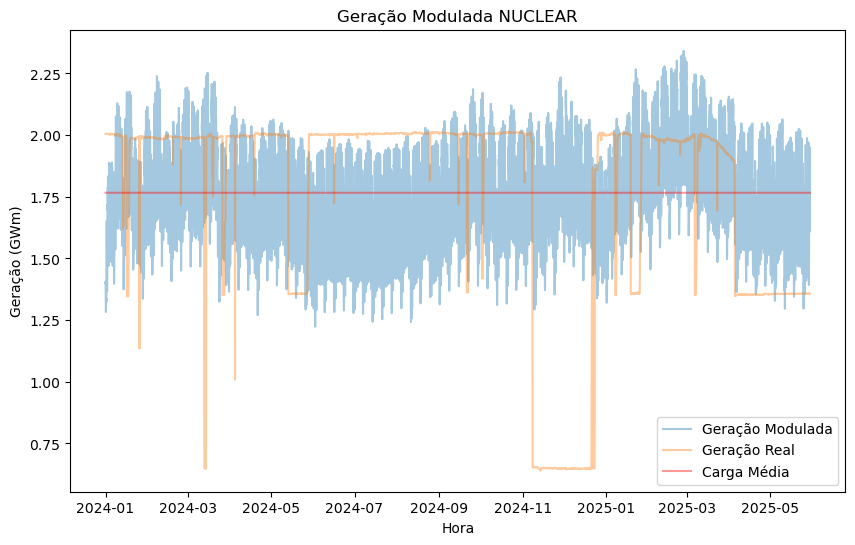 Geração Modulada NUCLEAR
Geração (GWm)
2.25
2.00
1.75
1.50
1.25
1.00
0.75
Geração Modulada
Geração Real
Carga Média
2024-01 2024-03 2024-05 2024-07 2024-09 2024-11 2025-01 2025-03 2025-05
Hora